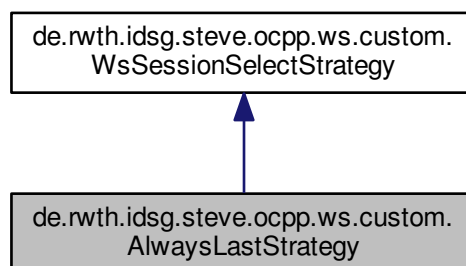 de.rwth.idsg.steve.ocpp.ws.custom.
WsSessionSelectStrategy
de.rwth.idsg.steve.ocpp.ws.custom.
AlwaysLastStrategy